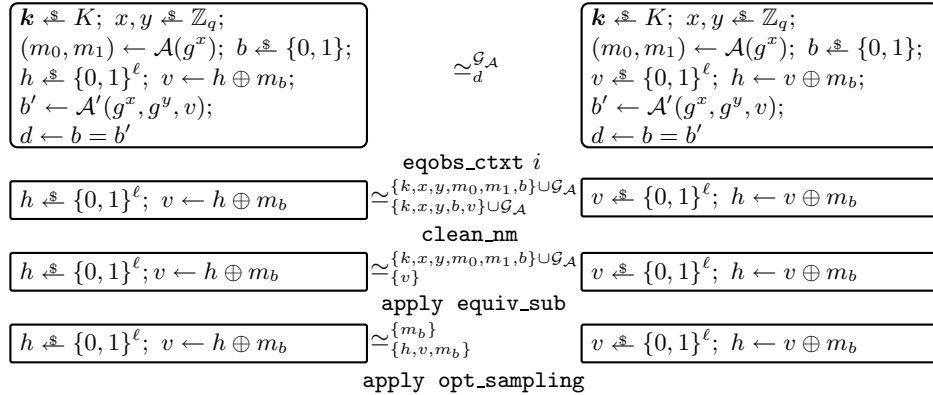 k ←$ K; x, y ←$ ℤ_q;
(m_0, m_1) ← 𝒜(g^x); b ←$ {0, 1};
h ←$ {0, 1}^ℓ; v ← h ⊕ m_b;
b′ ← 𝒜′(g^x, g^y, v);
d ← b = b′
≃_d^{𝒢_𝒜}
k ←$ K; x, y ←$ ℤ_q;
(m_0, m_1) ← 𝒜(g^x); b ←$ {0, 1};
v ←$ {0, 1}^ℓ; h ← v ⊕ m_b;
b′ ← 𝒜′(g^x, g^y, v);
d ← b = b′
eqobs_ctxt i
h ←$ {0, 1}^ℓ; v ← h ⊕ m_b ≃_{{k,x,y,b,v}∪𝒢_𝒜}^{{k,x,y,m_0,m_1,b}∪𝒢_𝒜} v ←$ {0, 1}^ℓ; h ← v ⊕ m_b
clean_nm
h ←$ {0, 1}^ℓ; v ← h ⊕ m_b ≃_{{v}}^{{k,x,y,m_0,m_1,b}∪𝒢_𝒜} v ←$ {0, 1}^ℓ; h ← v ⊕ m_b
apply equiv_sub
h ←$ {0, 1}^ℓ; v ← h ⊕ m_b ≃_{{h,v,m_b}}^{{m_b}} v ←$ {0, 1}^ℓ; h ← v ⊕ m_b
apply opt_sampling